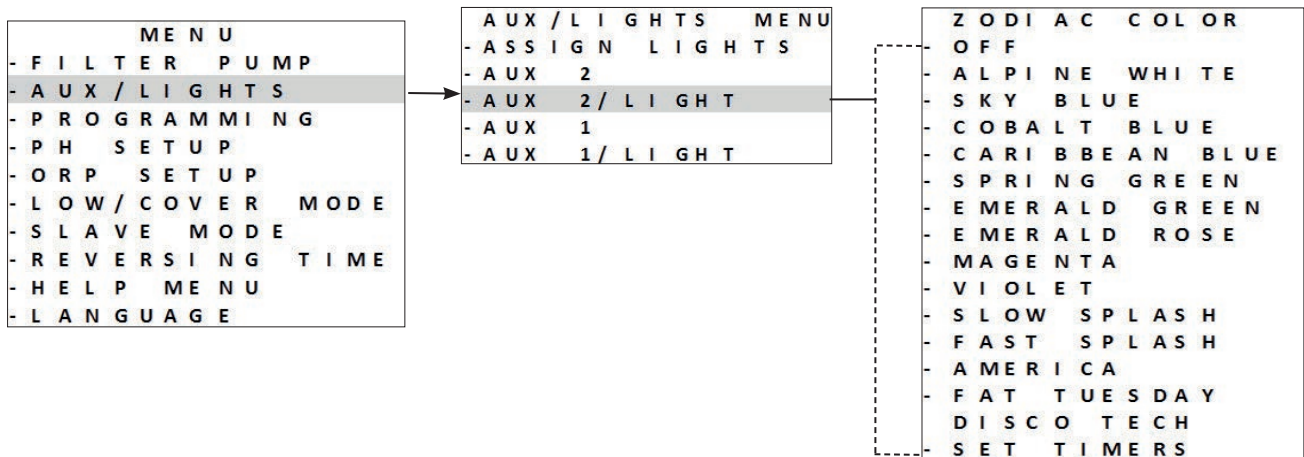 MENU
- FILTER PUMP
- AUX/LIGHTS
- PROGRAMMING
- PH SETUP
- ORP SETUP
- LOW/COVER MODE
- SLAVE MODE
- REVERSING TIME
- HELP MENU
- LANGUAGE
AUX/LIGHTS MENU
- ASSIGN LIGHTS
- AUX 2
- AUX 2/LIGHT
- AUX 1
- AUX 1/LIGHT
ZODIAC COLOR
- OFF
- ALPINE WHITE
- SKY BLUE
- COBALT BLUE
- CARIBBEAN BLUE
- SPRING GREEN
- EMERALD GREEN
- EMERALD ROSE
- MAGENTA
- VIOLET
- SLOW SPLASH
- FAST SPLASH
- AMERICA
- FAT TUESDAY
DISCO TECH
- SET TIMERS